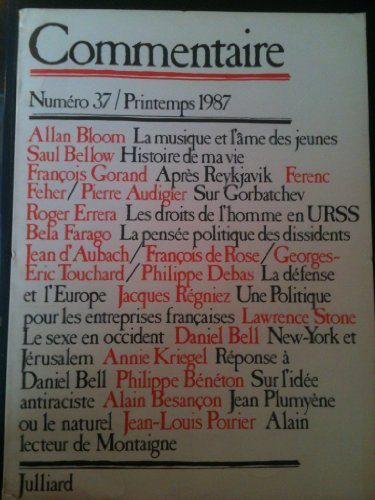 Commentaire
Numéro 37/Printemps 1987
Allan Bloom La musique et l'âme des jeunes
Saul Bellow Histoire de ma vie
François Gorand Après Reykjavik Ferenc
Feher/Pierre Audigier Sur Gorbatchev
Roger Errera Les droits de l'homme en URSS
Bela Farago La pensée politique des dissidents
Jean d'Aubach/François de Rose/Georges-
Eric Touchard/Philippe Debas La défense
et l'Europe Jacques Régniez Une Politique
pour les entreprises françaises Lawrence Stone
Le sexe en occident Daniel Bell New-York et
Jérusalem Annie Kriegel Réponse à
Daniel Bell Philippe Bénéton Sur l'idée
antiraciste Alain Besançon Jean Plumyène
ou le naturel Jean-Louis Poirier Alain
lecteur de Montaigne
Julliard